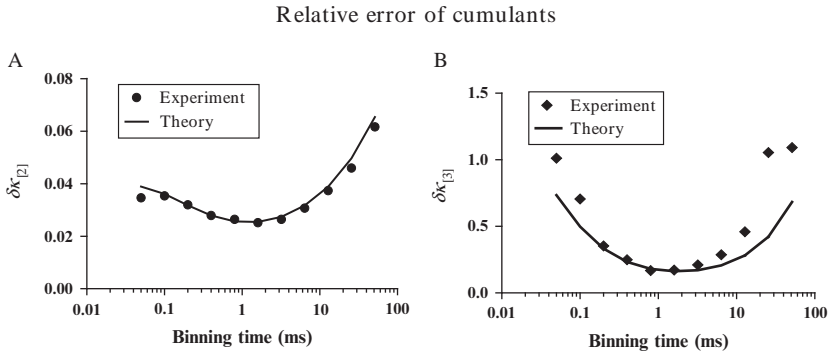 Relative error of cumulants
A
0.08
0.06
0.04
0.02
0.00
δκ[2]
Experiment
Theory
0.01
0.1
1
10
100
Binning time (ms)
B
1.5
1.0
0.5
0.0
δκ[3]
Experiment
Theory
0.01
0.1
1
10
100
Binning time (ms)